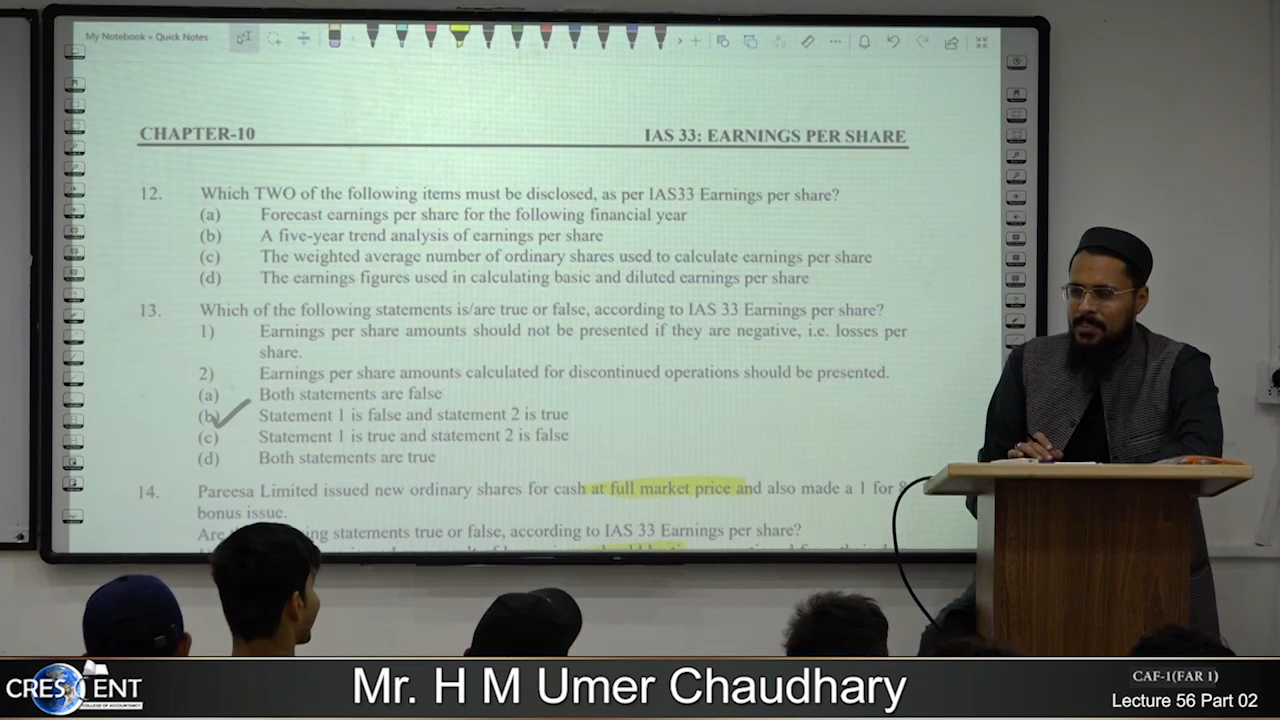 My Notebook » Quick Notes
CHAPTER-10 IAS 33: EARNINGS PER SHARE
12. Which TWO of the following items must be disclosed, as per IAS33 Earnings per share?
(a) Forecast earnings per share for the following financial year
(b) A five-year trend analysis of earnings per share
(c) The weighted average number of ordinary shares used to calculate earnings per share
(d) The earnings figures used in calculating basic and diluted earnings per share
13. Which of the following statements is/are true or false, according to IAS 33 Earnings per share?
1) Earnings per share amounts should not be presented if they are negative, i.e. losses per
share.
2) Earnings per share amounts calculated for discontinued operations should be presented.
(a) Both statements are false
(b) Statement 1 is false and statement 2 is true
(c) Statement 1 is true and statement 2 is false
(d) Both statements are true
14. Pareesa Limited issued new ordinary shares for cash at full market price and also made a 1 for 8
bonus issue.
Are statements true or false, according to IAS 33 Earnings per share?
CRESCENT
COLLEGE OF ACCOUNTANCY
Mr. H M Umer Chaudhary
CAF-1(FAR 1)
Lecture 56 Part 02